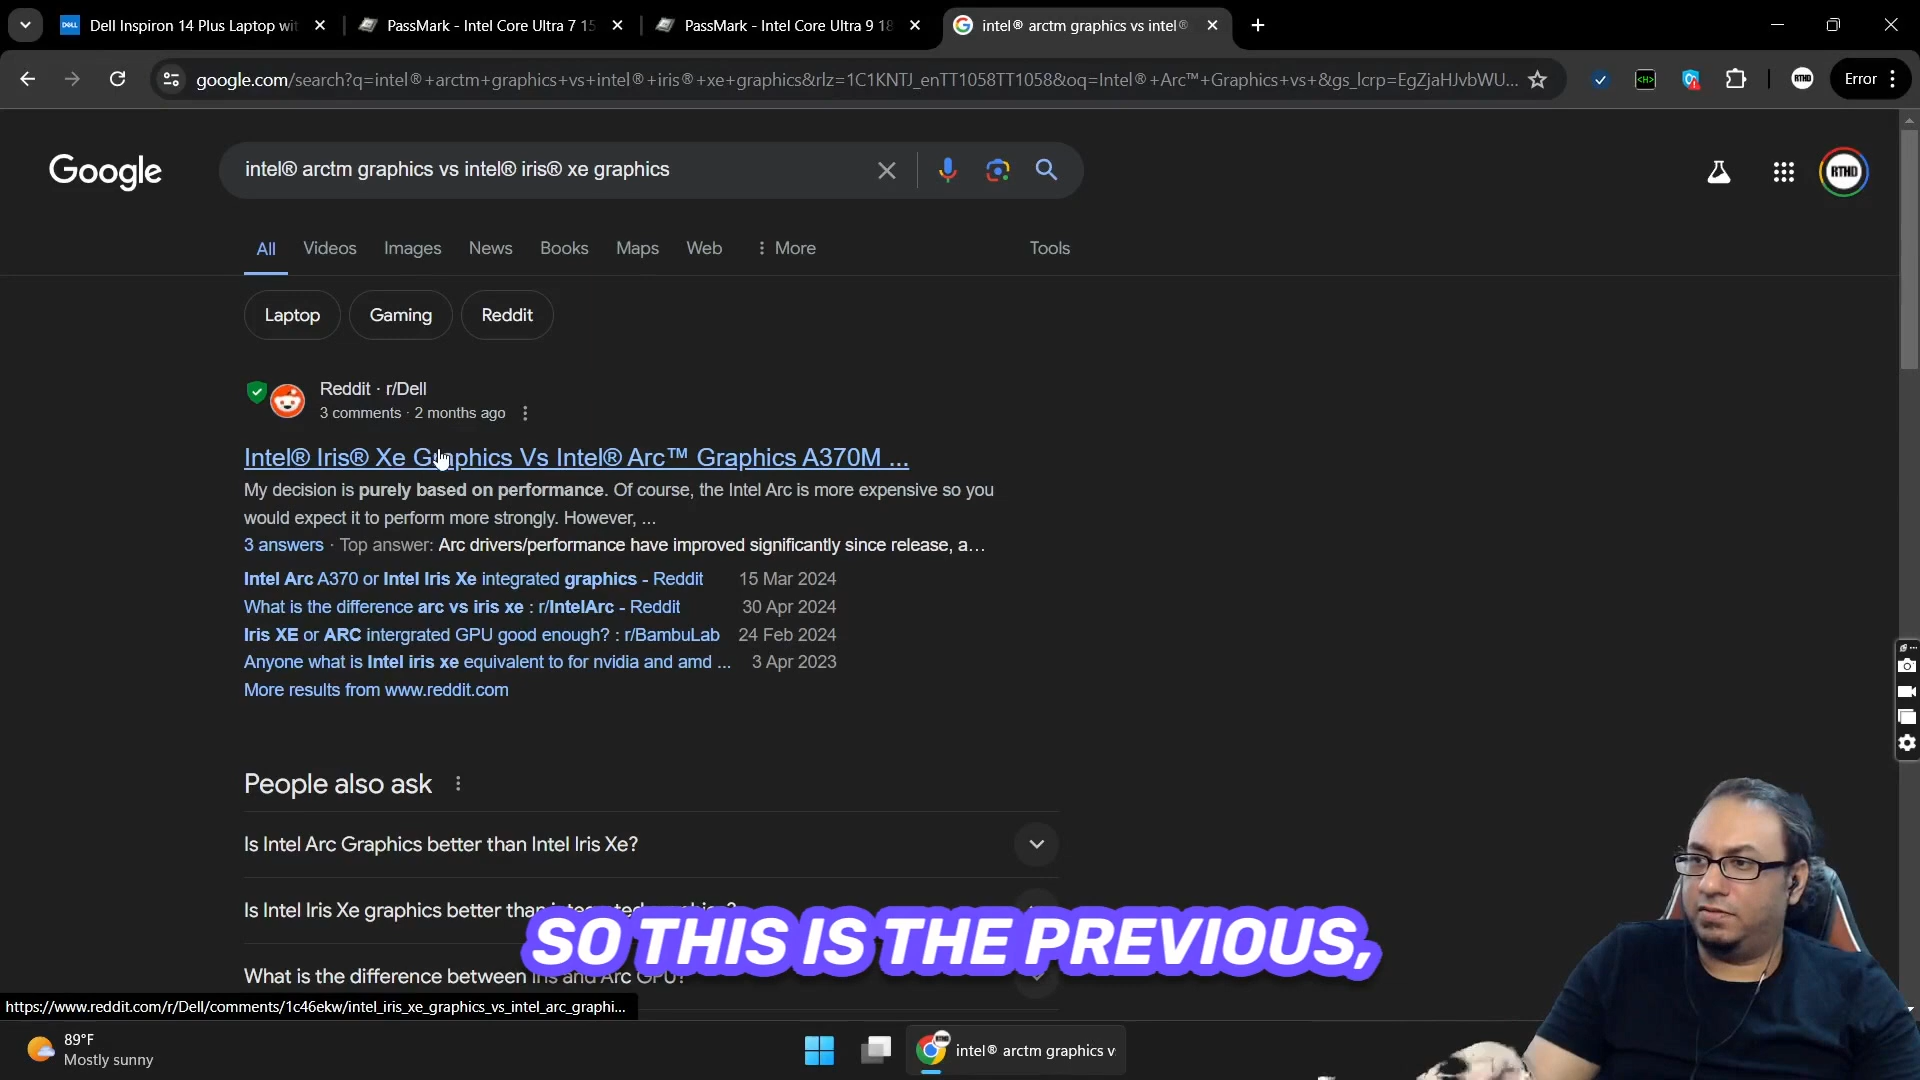 Dell Inspiron 14 Plus Laptop wit
PassMark - Intel Core Ultra 7 15
PassMark - Intel Core Ultra 9 18
intel® arctm graphics vs intel®
google.com/search?q=intel®+arctm+graphics+vs+intel®+iris®+xe+graphics&rlz=1C1KNTJ_enTT1058TT1058&oq=Intel®+Arc™+Graphics+vs+&gs_lcrp=EgZjaHJvbWU...
RTHD
Error
Google
intel® arctm graphics vs intel® iris® xe graphics
RTHD
All
Videos
Images
News
Books
Maps
Web
More
Tools
Laptop
Gaming
Reddit
Reddit · r/Dell
3 comments · 2 months ago
Intel® Iris® Xe Graphics Vs Intel® Arc™ Graphics A370M ...
My decision is purely based on performance. Of course, the Intel Arc is more expensive so you
would expect it to perform more strongly. However, ...
3 answers · Top answer: Arc drivers/performance have improved significantly since release, a...
Intel Arc A370 or Intel Iris Xe integrated graphics - Reddit 15 Mar 2024
What is the difference arc vs iris xe : r/IntelArc - Reddit 30 Apr 2024
Iris XE or ARC intergrated GPU good enough? : r/BambuLab 24 Feb 2024
Anyone what is Intel iris xe equivalent to for nvidia and amd ... 3 Apr 2023
More results from www.reddit.com
People also ask
Is Intel Arc Graphics better than Intel Iris Xe?
Is Intel Iris Xe graphics better than
SO THIS IS THE PREVIOUS,
What is the difference between Iris and Arc GPU?
https://www.reddit.com/r/Dell/comments/1c46ekw/intel_iris_xe_graphics_vs_intel_arc_graphi...
89°F
Mostly sunny
intel® arctm graphics v